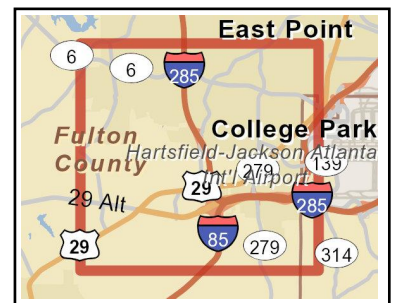 East Point
6
6
285
College Park
Fulton
County
Hartsfield-Jackson Atlanta
Int'l Airport
279
139
29
29 Alt
285
29
85
279
314